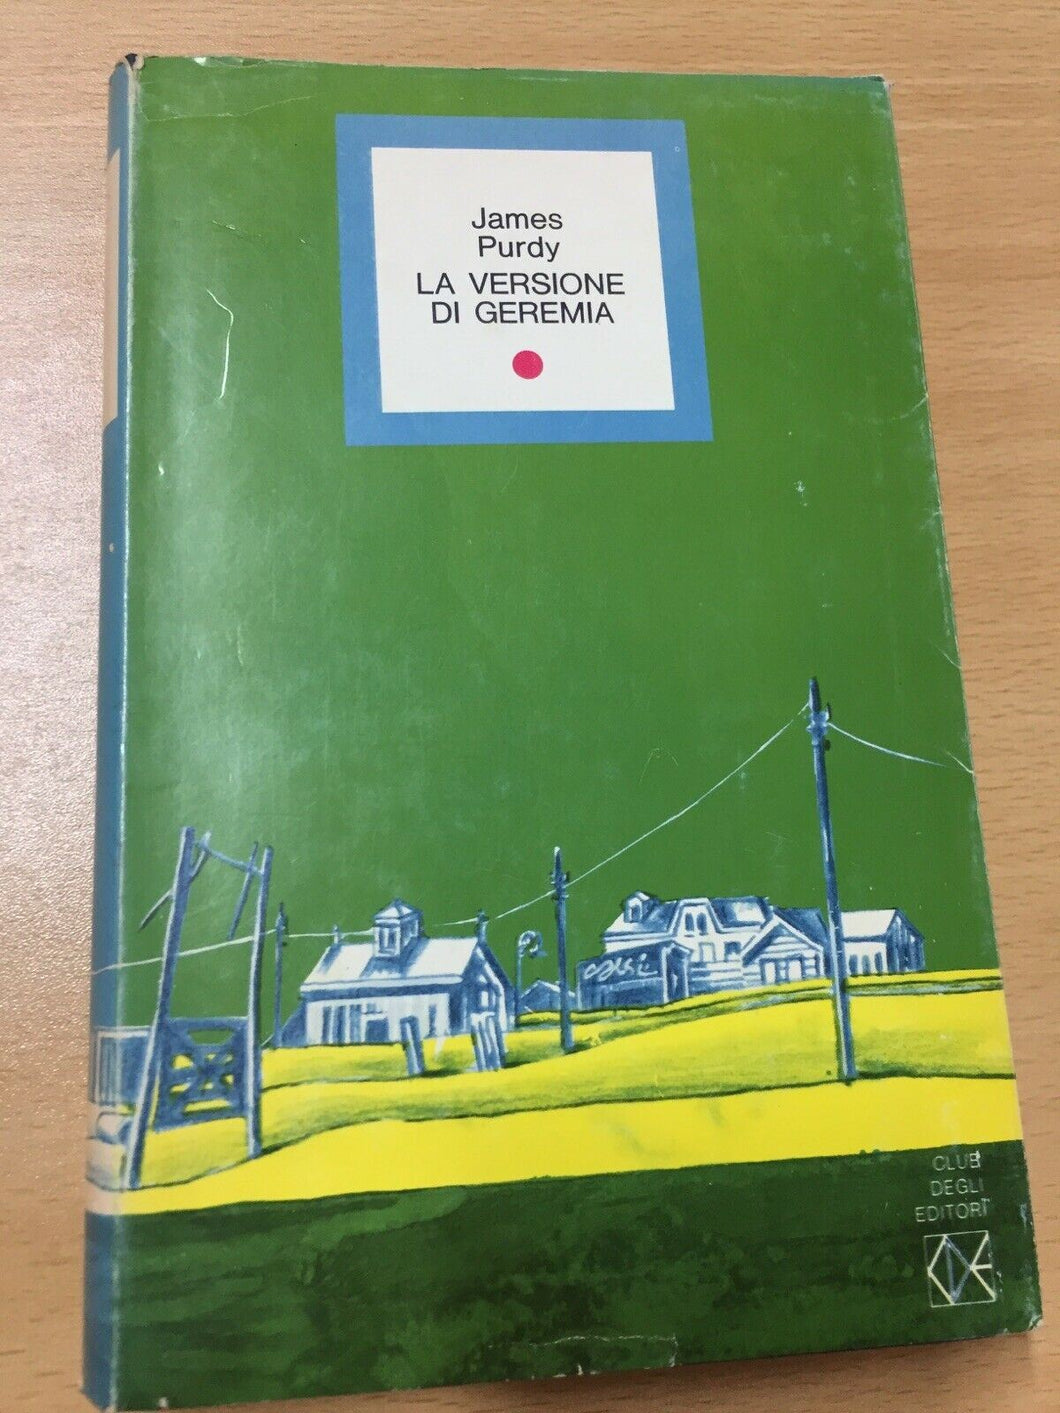 James
Purdy
LA VERSIONE
DI GEREMIA
CLUB
DEGLI
EDITORI